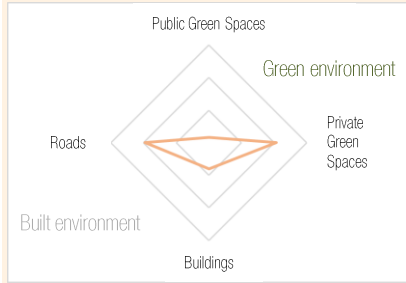 Public Green Spaces
Green environment
Roads
Private
Green
Spaces
Built environment
Buildings